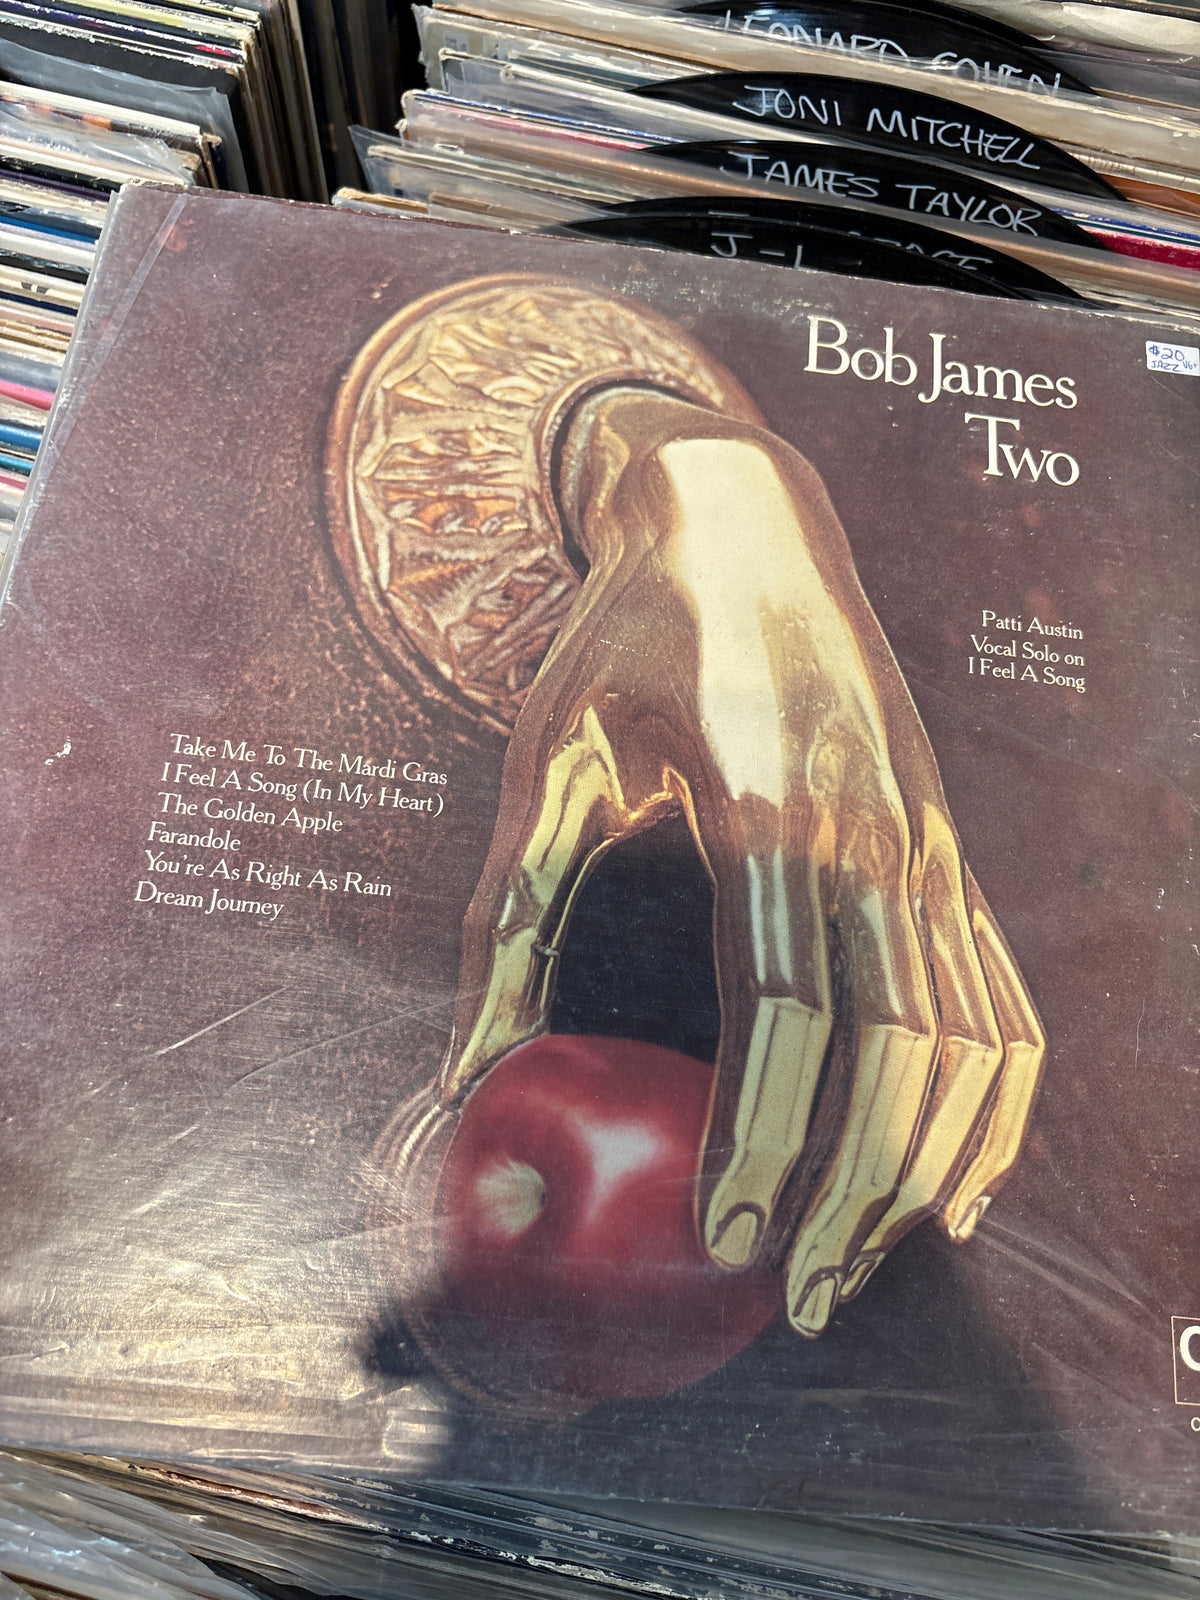 LEONARD COHEN
JONI MITCHELL
JAMES TAYLOR
Bob James
Two
$20
JAZZ VG+
Patti Austin
Vocal Solo on
I Feel A Song
Take Me To The Mardi Gras
I Feel A Song (In My Heart)
The Golden Apple
Farandole
You're As Right As Rain
Dream Journey